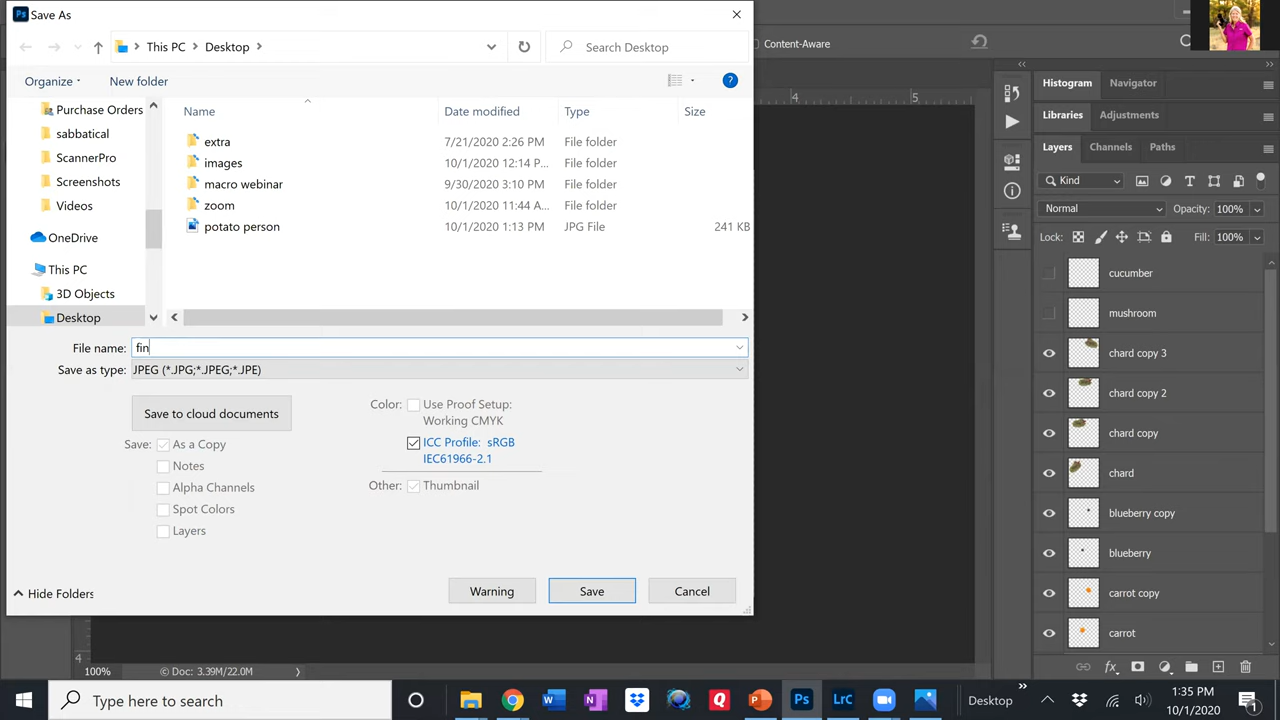 Ps Save As
This PC > Desktop >
Search Desktop
Organize
New folder
?
Purchase Orders
sabbatical
ScannerPro
Screenshots
Videos
OneDrive
This PC
3D Objects
Desktop
Name Date modified Type Size
extra 7/21/2020 2:26 PM File folder
images 10/1/2020 12:14 P... File folder
macro webinar 9/30/2020 3:10 PM File folder
zoom 10/1/2020 11:44 A... File folder
potato person 10/1/2020 1:13 PM JPG File 241 KB
File name: fin
Save as type: JPEG (*.JPG;*.JPEG;*.JPE)
Save to cloud documents
Save: As a Copy
Notes
Alpha Channels
Spot Colors
Layers
Color: Use Proof Setup:
Working CMYK
ICC Profile: sRGB
IEC61966-2.1
Other: Thumbnail
Hide Folders
Warning
Save
Cancel
Content-Aware
4 5
Histogram Navigator
Libraries Adjustments
Layers Channels Paths
Kind
Normal Opacity: 100%
Lock: Fill: 100%
cucumber
mushroom
chard copy 3
chard copy 2
chard copy
chard
blueberry copy
blueberry
carrot copy
carrot
fx
4
100% © Doc: 3.39M/22.0M
Type here to search
Ps
LrC
Desktop
1:35 PM
10/1/2020
1